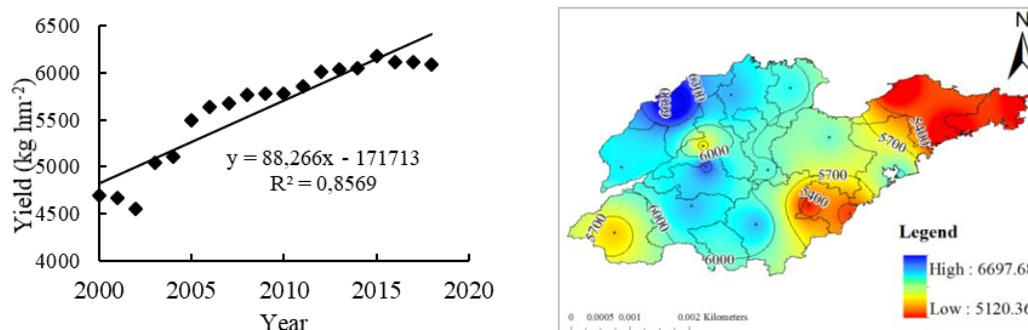 6500
6000
5500
5000
4500
4000
Yield (kg hm-2)
y = 88,266x - 171713
R² = 0,8569
2000 2005 2010 2015 2020
Year
N
6600
6300
6000
5700
5400
5700
5400
5700
6000
6000
Legend
High : 6697.68
Low : 5120.36
0 0.0005 0.001 0.002 Kilometers